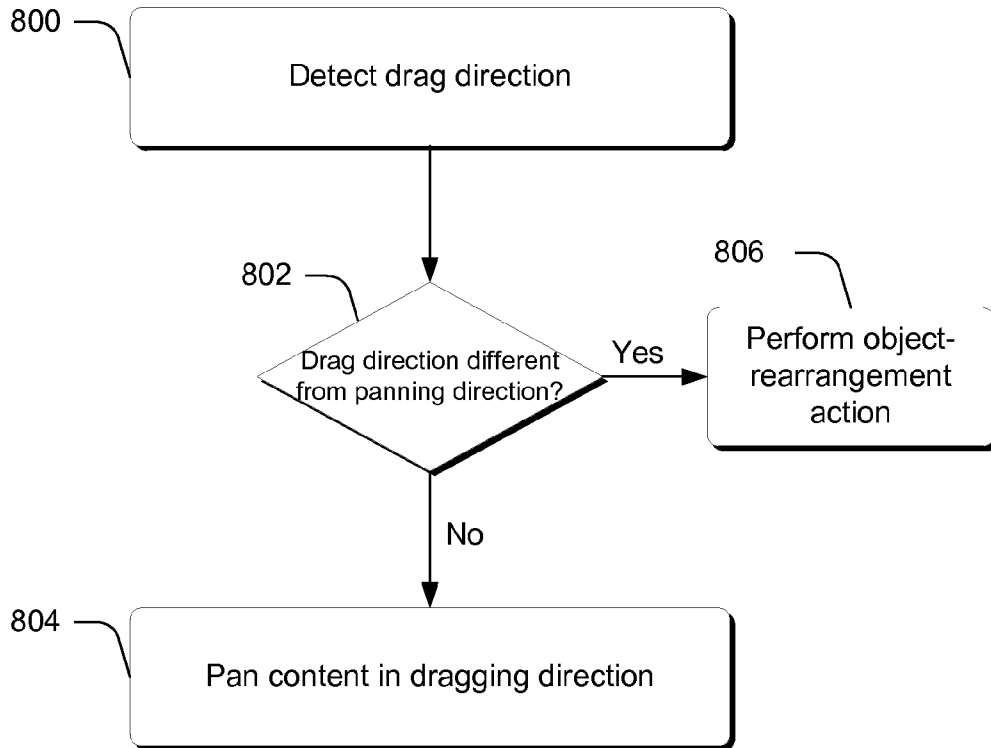 800
Detect drag direction
802
Drag direction different
from panning direction?
Yes
806
Perform object-
rearrangement
action
No
804
Pan content in dragging direction